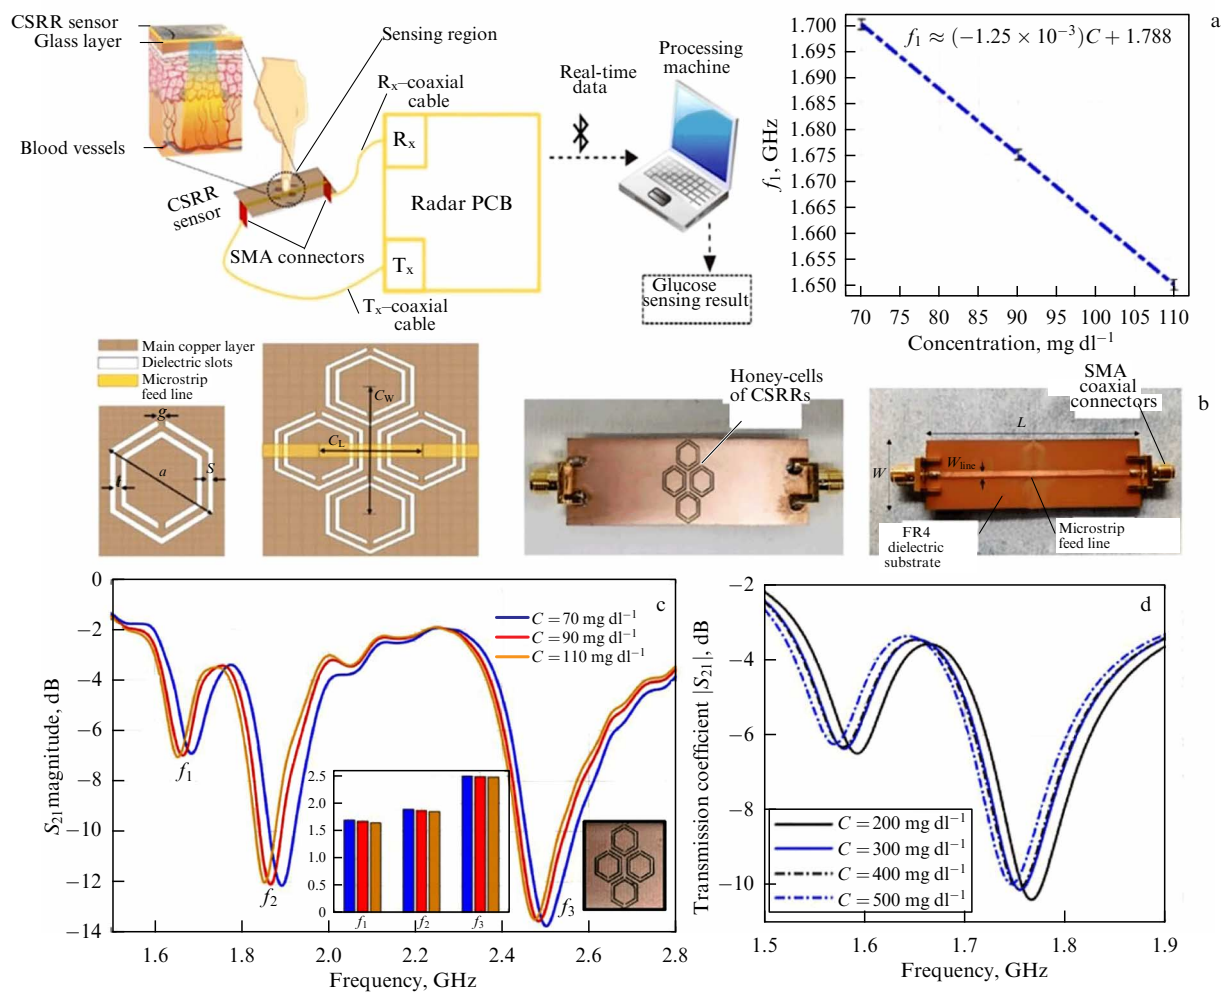 CSRR sensor
Glass layer
Blood vessels
CSRR
sensor
Sensing region
Rₓ–coaxial
cable
Rₓ
Radar PCB
Tₓ
SMA connectors
Tₓ–coaxial
cable
Real-time
data
Processing
machine
Glucose
sensing result
a
f₁ ≈ (−1.25 × 10⁻³)C + 1.788
f₁, GHz
1.700
1.695
1.690
1.685
1.680
1.675
1.670
1.665
1.660
1.655
1.650
70 75 80 85 90 95 100 105 110
Concentration, mg dl⁻¹
Main copper layer
Dielectric slots
Microstrip
feed line
g
a
S
t
C_W
C_L
Honey-cells
of CSRRs
SMA
coaxial
connectors
b
L
W
W_line
FR4
dielectric
substrate
Microstrip
feed line
c
S₂₁ magnitude, dB
0
−2
−4
−6
−8
−10
−12
−14
C = 70 mg dl⁻¹
C = 90 mg dl⁻¹
C = 110 mg dl⁻¹
f₁
f₂
f₃
2.5
2.0
1.5
1.0
0.5
0
f₁ f₂ f₃
1.6 1.8 2.0 2.2 2.4 2.6 2.8
Frequency, GHz
d
Transmission coefficient |S₂₁|, dB
−2
−4
−6
−8
−10
C = 200 mg dl⁻¹
C = 300 mg dl⁻¹
C = 400 mg dl⁻¹
C = 500 mg dl⁻¹
1.5 1.6 1.7 1.8 1.9
Frequency, GHz